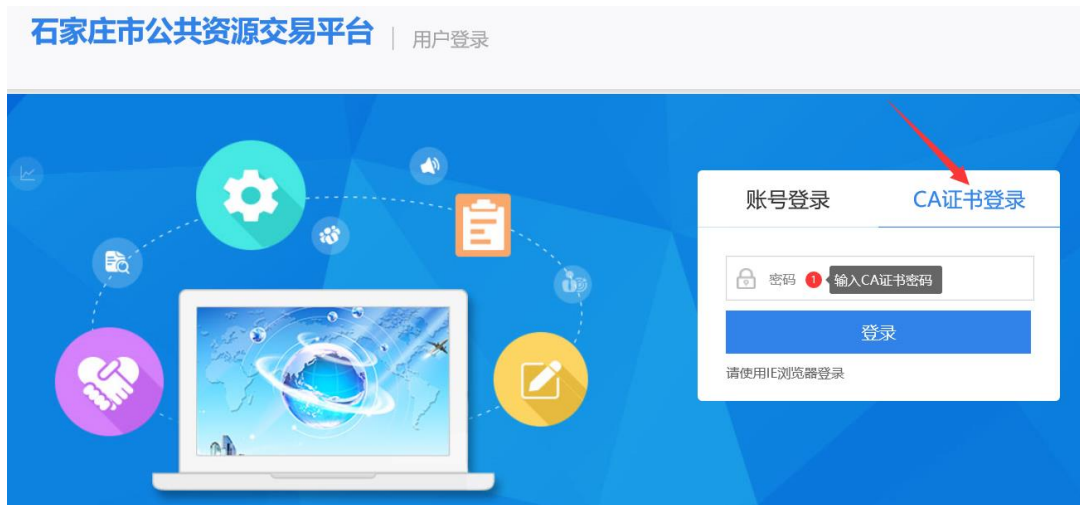 石家庄市公共资源交易平台 | 用户登录
账号登录 CA证书登录
密码 1 输入CA证书密码
登录
请使用IE浏览器登录